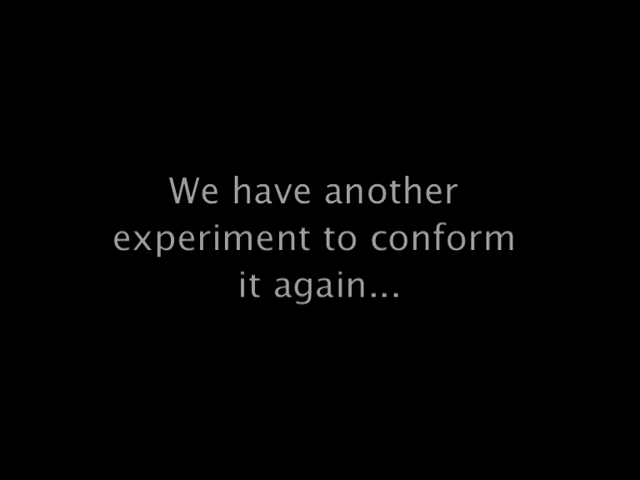 We have another
experiment to conform
it again...